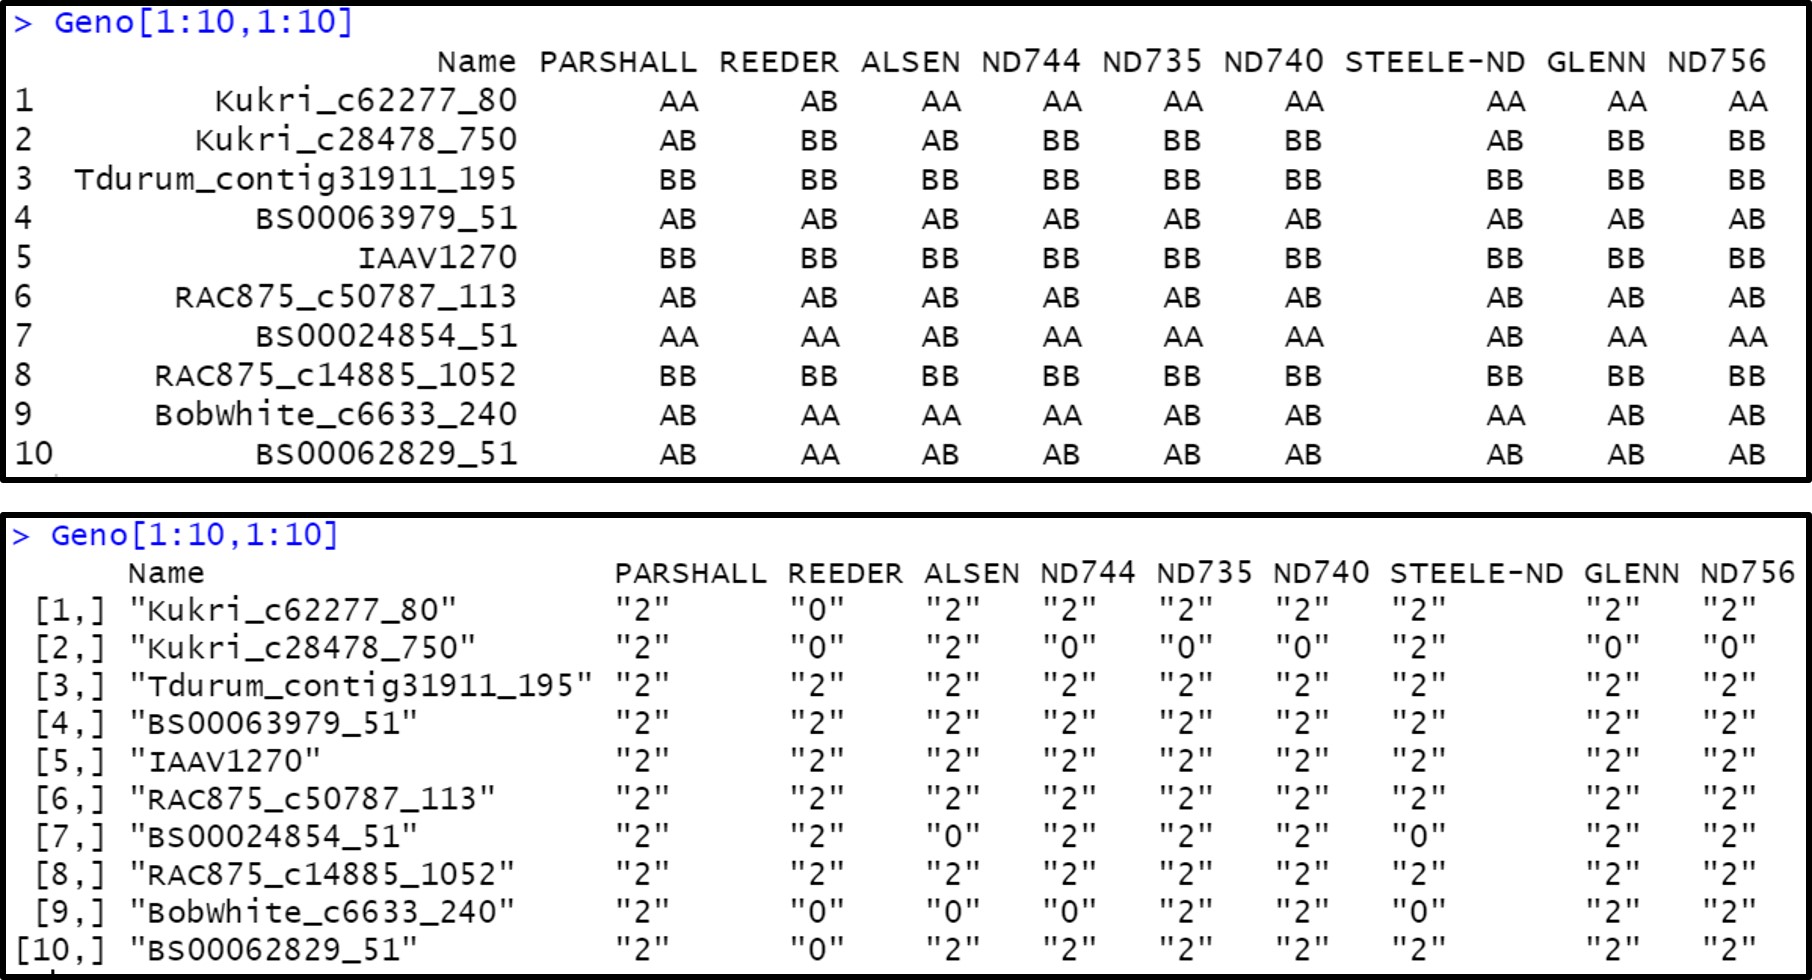 > Geno[1:10,1:10]
Name PARSHALL REEDER ALSEN ND744 ND735 ND740 STEELE-ND GLENN ND756
1 Kukri_c62277_80 AA AB AA AA AA AA AA AA AA
2 Kukri_c28478_750 AB BB AB BB BB BB AB BB BB
3 Tdurum_contig31911_195 BB BB BB BB BB BB BB BB BB
4 BS00063979_51 AB AB AB AB AB AB AB AB AB
5 IAAV1270 BB BB BB BB BB BB BB BB BB
6 RAC875_c50787_113 AB AB AB AB AB AB AB AB AB
7 BS00024854_51 AA AA AB AA AA AA AB AA AA
8 RAC875_c14885_1052 BB BB BB BB BB BB BB BB BB
9 BobWhite_c6633_240 AB AA AA AA AB AB AA AB AB
10 BS00062829_51 AB AA AB AB AB AB AB AB AB
> Geno[1:10,1:10]
Name PARSHALL REEDER ALSEN ND744 ND735 ND740 STEELE-ND GLENN ND756
[1,] "Kukri_c62277_80" "2" "0" "2" "2" "2" "2" "2" "2" "2"
[2,] "Kukri_c28478_750" "2" "0" "2" "0" "0" "0" "2" "0" "0"
[3,] "Tdurum_contig31911_195" "2" "2" "2" "2" "2" "2" "2" "2" "2"
[4,] "BS00063979_51" "2" "2" "2" "2" "2" "2" "2" "2" "2"
[5,] "IAAV1270" "2" "2" "2" "2" "2" "2" "2" "2" "2"
[6,] "RAC875_c50787_113" "2" "2" "2" "2" "2" "2" "2" "2" "2"
[7,] "BS00024854_51" "2" "2" "0" "2" "2" "2" "0" "2" "2"
[8,] "RAC875_c14885_1052" "2" "2" "2" "2" "2" "2" "2" "2" "2"
[9,] "BobWhite_c6633_240" "2" "0" "0" "0" "2" "2" "0" "2" "2"
[10,] "BS00062829_51" "2" "0" "2" "2" "2" "2" "2" "2" "2"